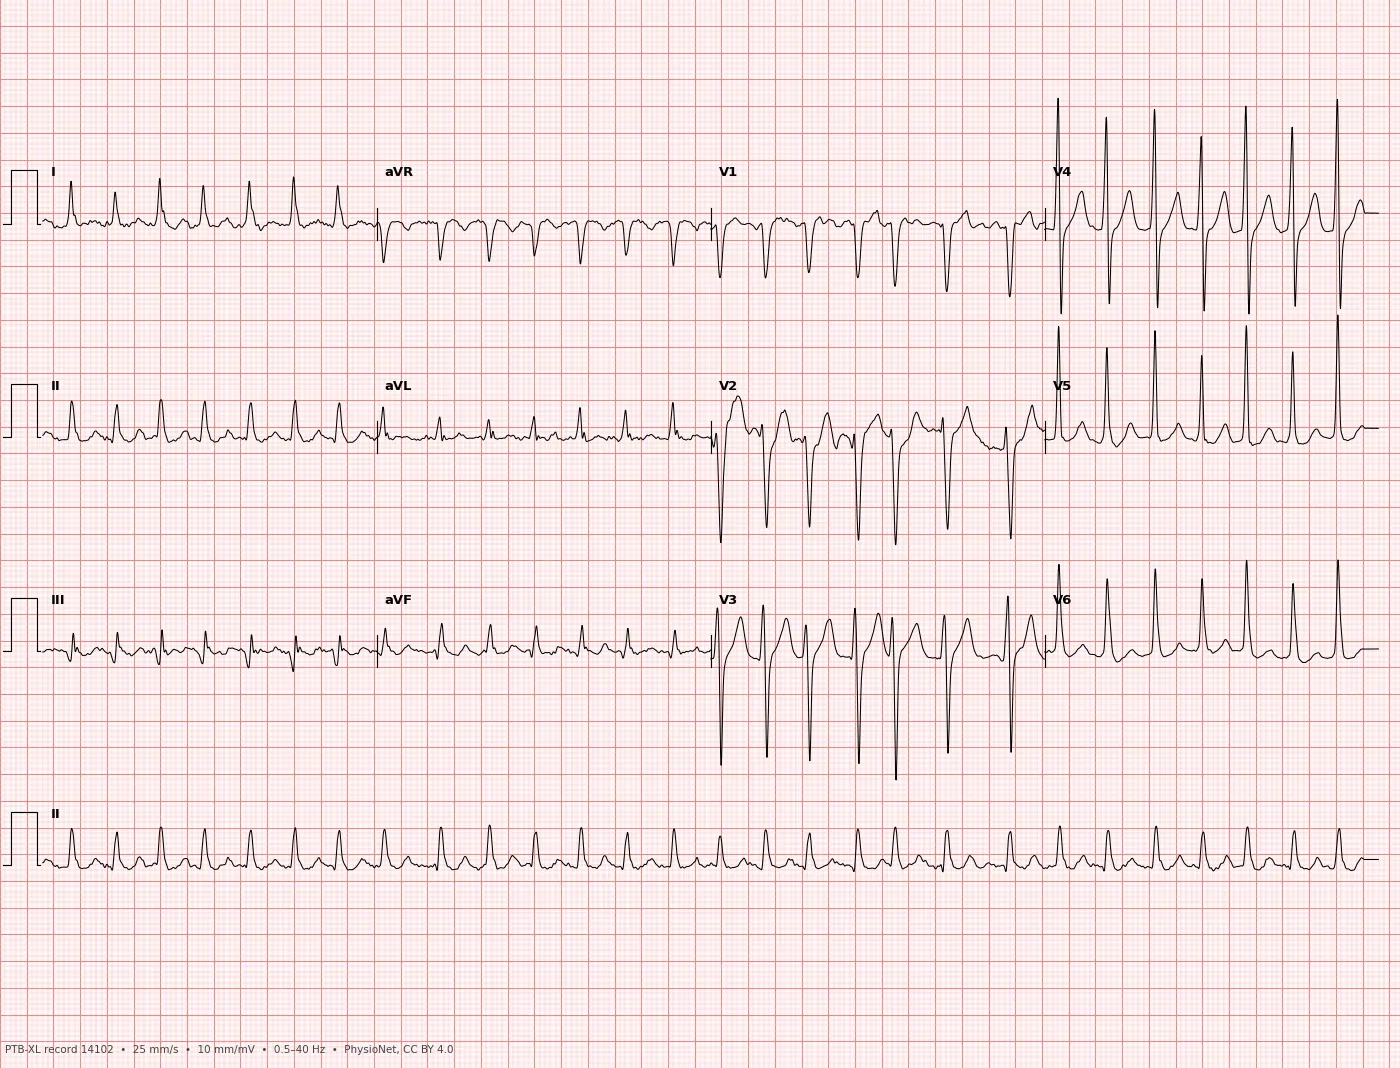 I aVR V1 V4
II aVL V2 V5
III aVF V3 V6
II
PTB-XL record 14102 • 25 mm/s • 10 mm/mV • 0.5–40 Hz • PhysioNet, CC BY 4.0